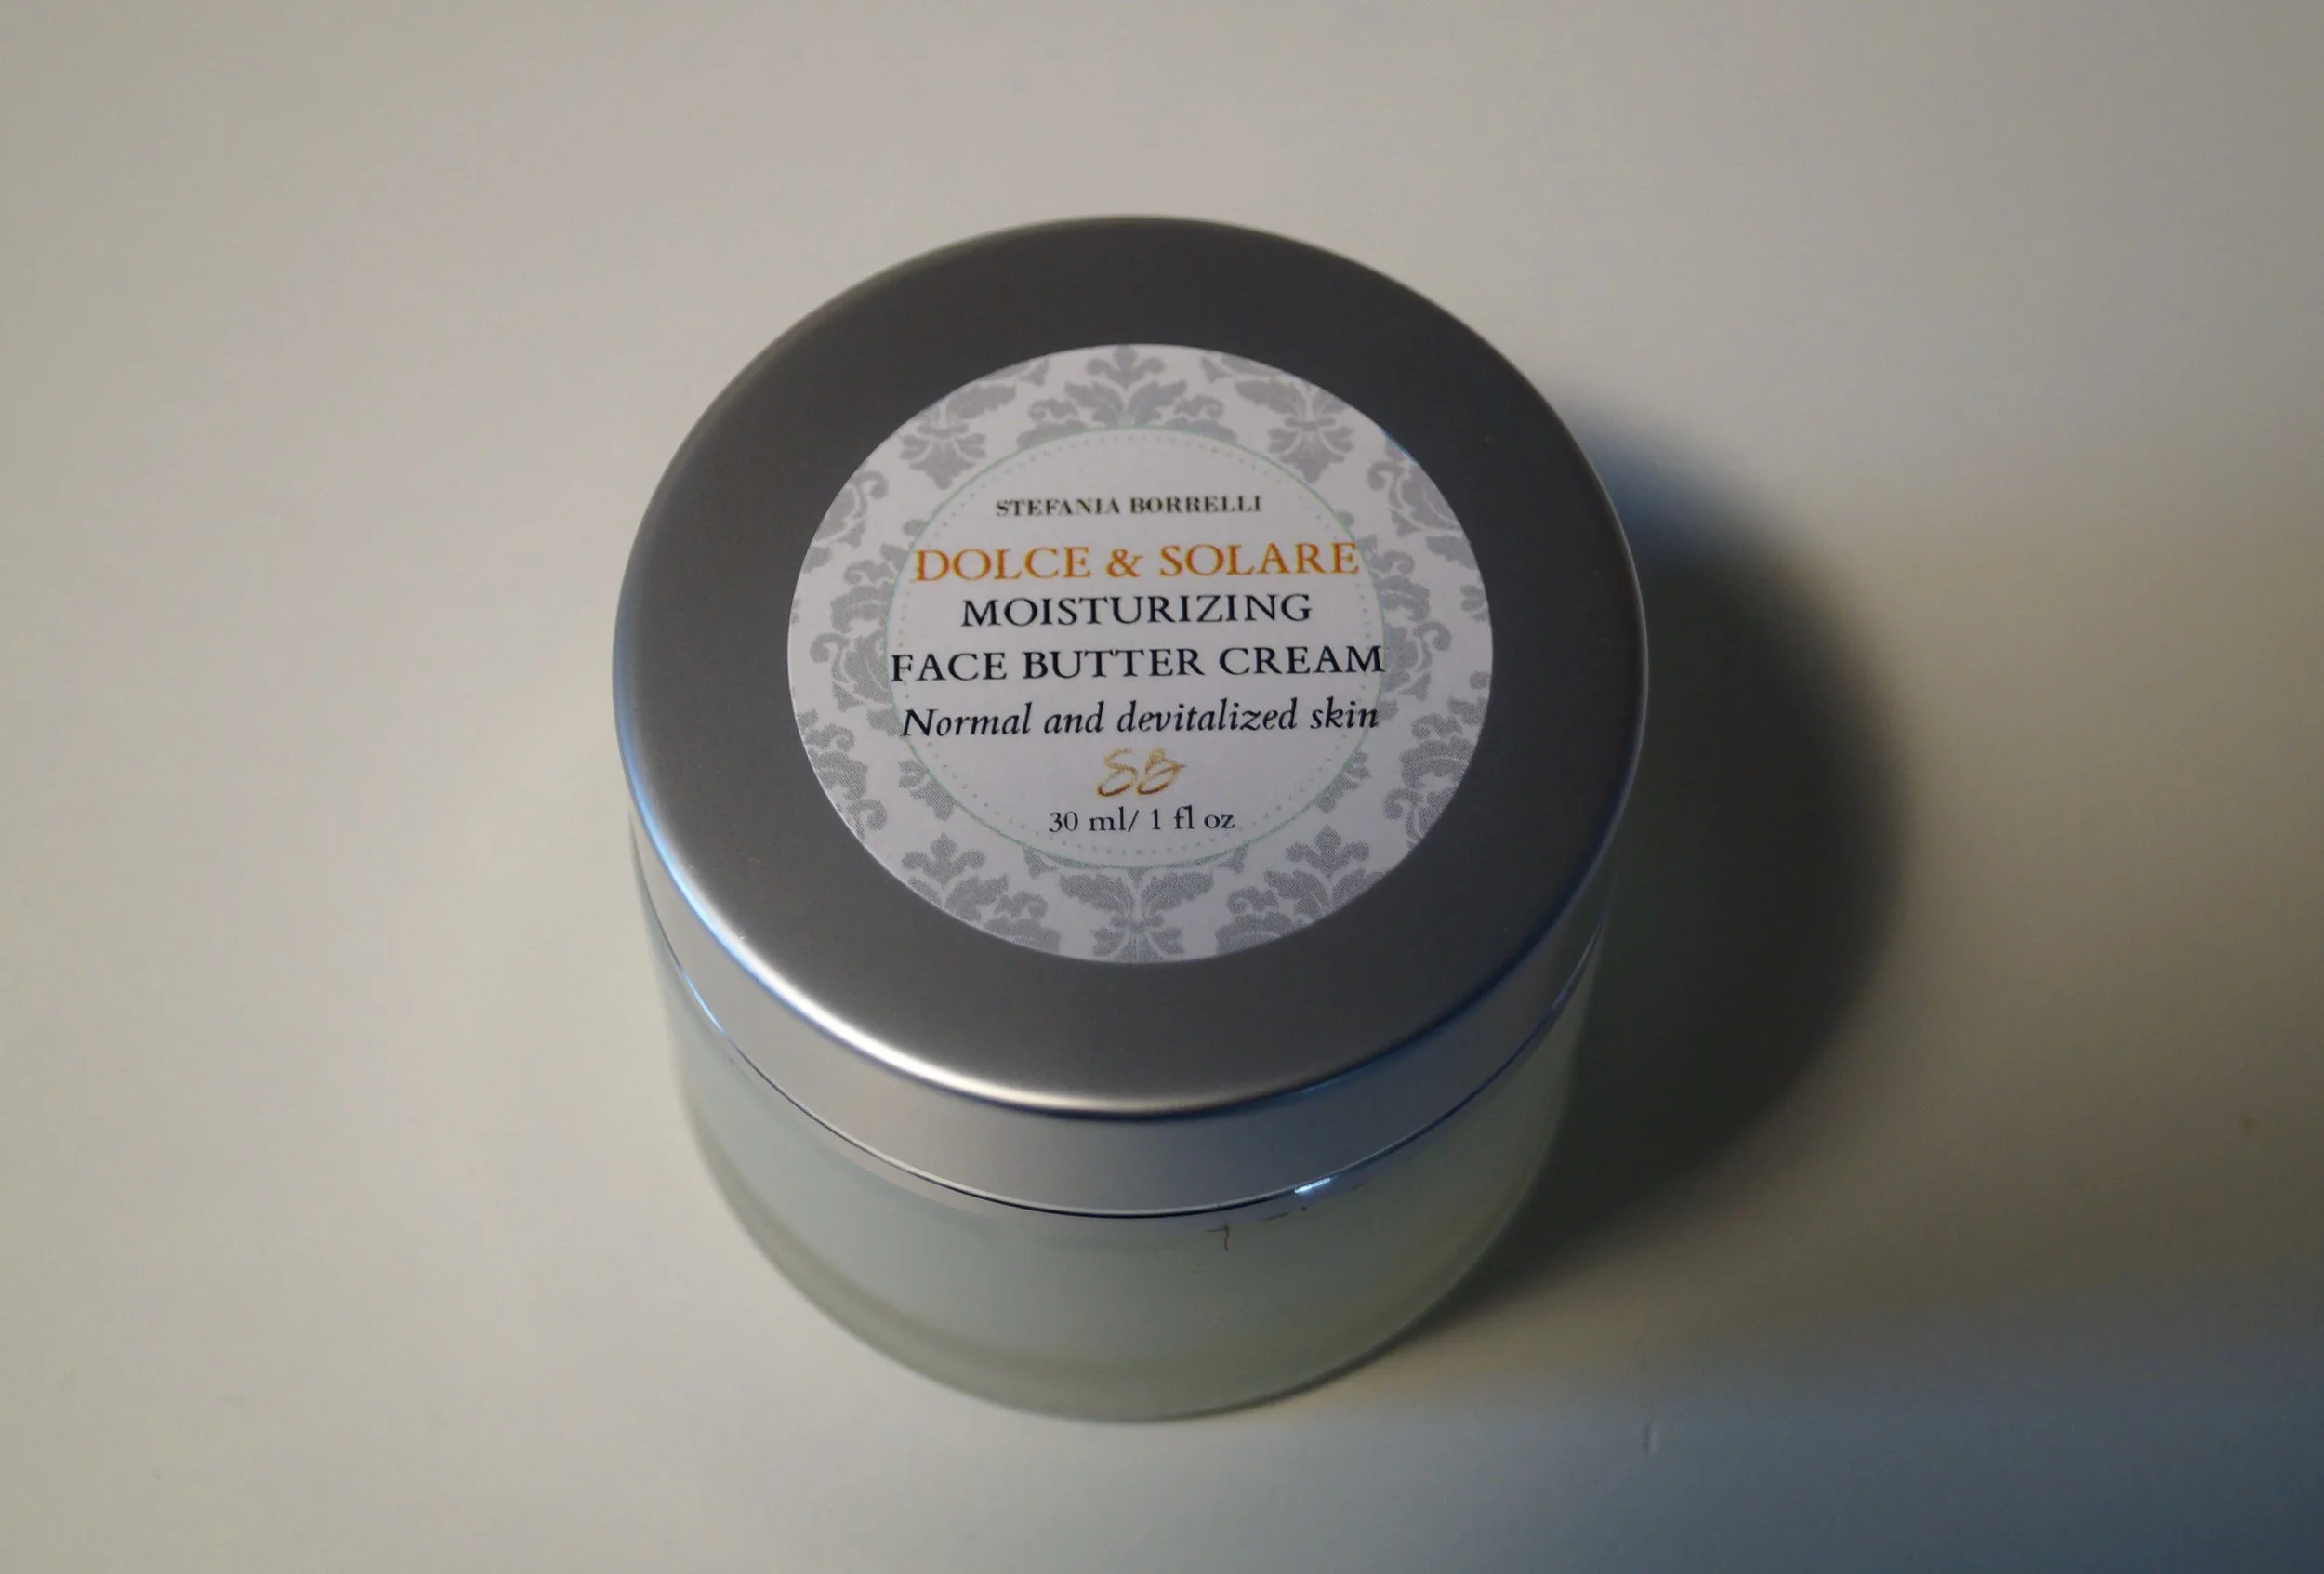 STEFANIA BORRELLI
DOLCE & SOLARE
MOISTURIZING
FACE BUTTER CREAM
Normal and devitalized skin
SB
30 ml/ 1 fl oz